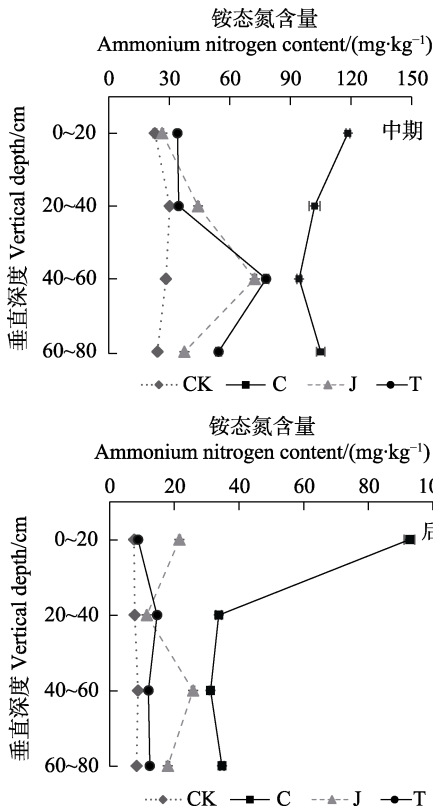 铵态氮含量
Ammonium nitrogen content/(mg·kg⁻¹)
0 30 60 90 120 150
中期
垂直深度 Vertical depth/cm
0~20
20~40
40~60
60~80
CK C J T
铵态氮含量
Ammonium nitrogen content/(mg·kg⁻¹)
0 20 40 60 80 10
后
垂直深度 Vertical depth/cm
0~20
20~40
40~60
60~80
CK C J T